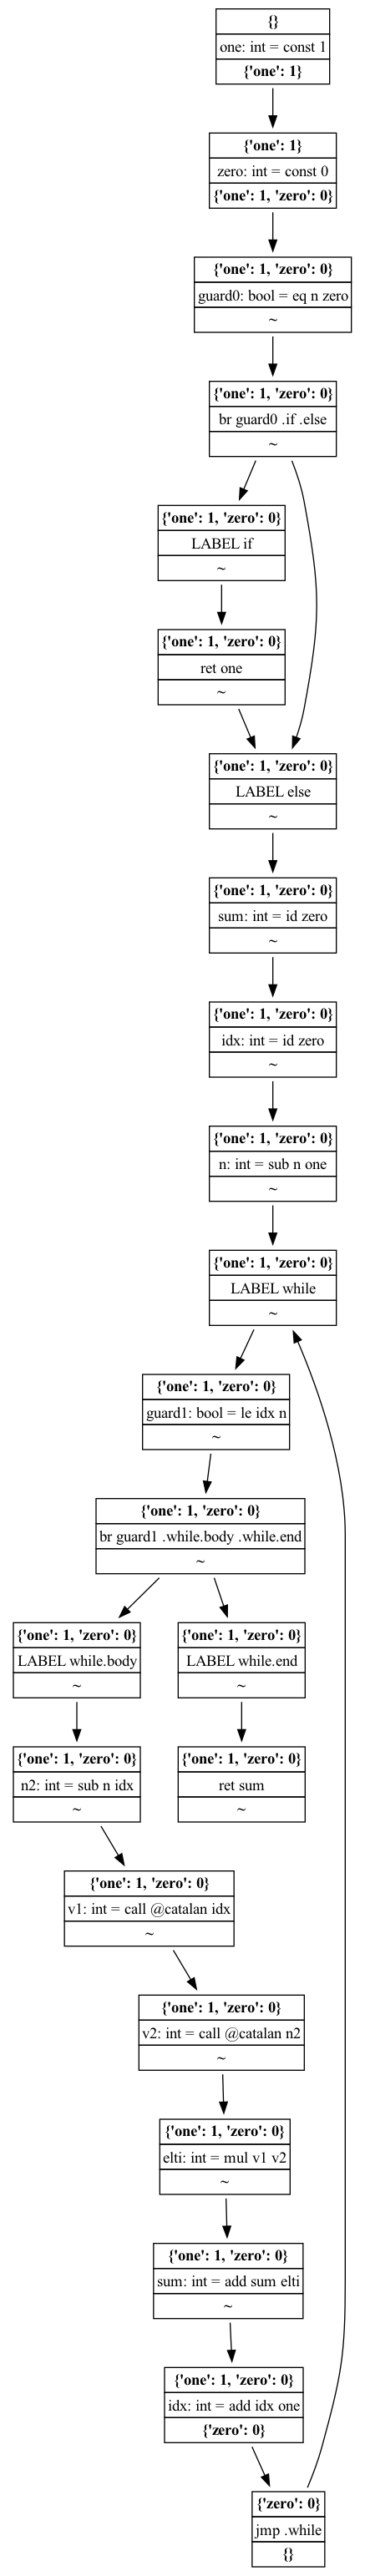 {}
one: int = const 1
{'one': 1}
{'one': 1}
zero: int = const 0
{'one': 1, 'zero': 0}
{'one': 1, 'zero': 0}
guard0: bool = eq n zero
~
{'one': 1, 'zero': 0}
br guard0 .if .else
~
{'one': 1, 'zero': 0}
LABEL if
~
{'one': 1, 'zero': 0}
ret one
~
{'one': 1, 'zero': 0}
LABEL else
~
{'one': 1, 'zero': 0}
sum: int = id zero
~
{'one': 1, 'zero': 0}
idx: int = id zero
~
{'one': 1, 'zero': 0}
n: int = sub n one
~
{'one': 1, 'zero': 0}
LABEL while
~
{'one': 1, 'zero': 0}
guard1: bool = le idx n
~
{'one': 1, 'zero': 0}
br guard1 .while.body .while.end
~
{'one': 1, 'zero': 0}
LABEL while.body
~
{'one': 1, 'zero': 0}
LABEL while.end
~
{'one': 1, 'zero': 0}
n2: int = sub n idx
~
{'one': 1, 'zero': 0}
ret sum
~
{'one': 1, 'zero': 0}
v1: int = call @catalan idx
~
{'one': 1, 'zero': 0}
v2: int = call @catalan n2
~
{'one': 1, 'zero': 0}
elti: int = mul v1 v2
~
{'one': 1, 'zero': 0}
sum: int = add sum elti
~
{'one': 1, 'zero': 0}
idx: int = add idx one
{'zero': 0}
{'zero': 0}
jmp .while
{}